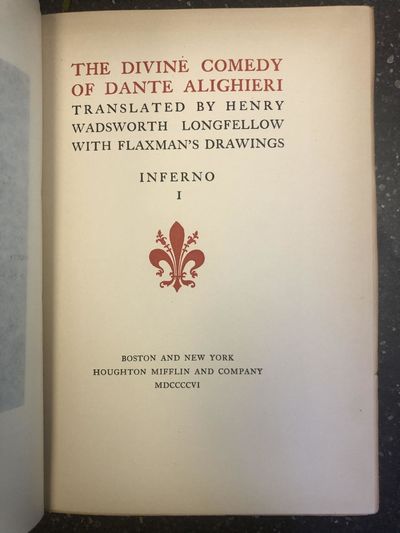 THE DIVINE COMEDY
OF DANTE ALIGHIERI
TRANSLATED BY HENRY
WADSWORTH LONGFELLOW
WITH FLAXMAN'S DRAWINGS
INFERNO
I
BOSTON AND NEW YORK
HOUGHTON MIFFLIN AND COMPANY
MDCCCCVI